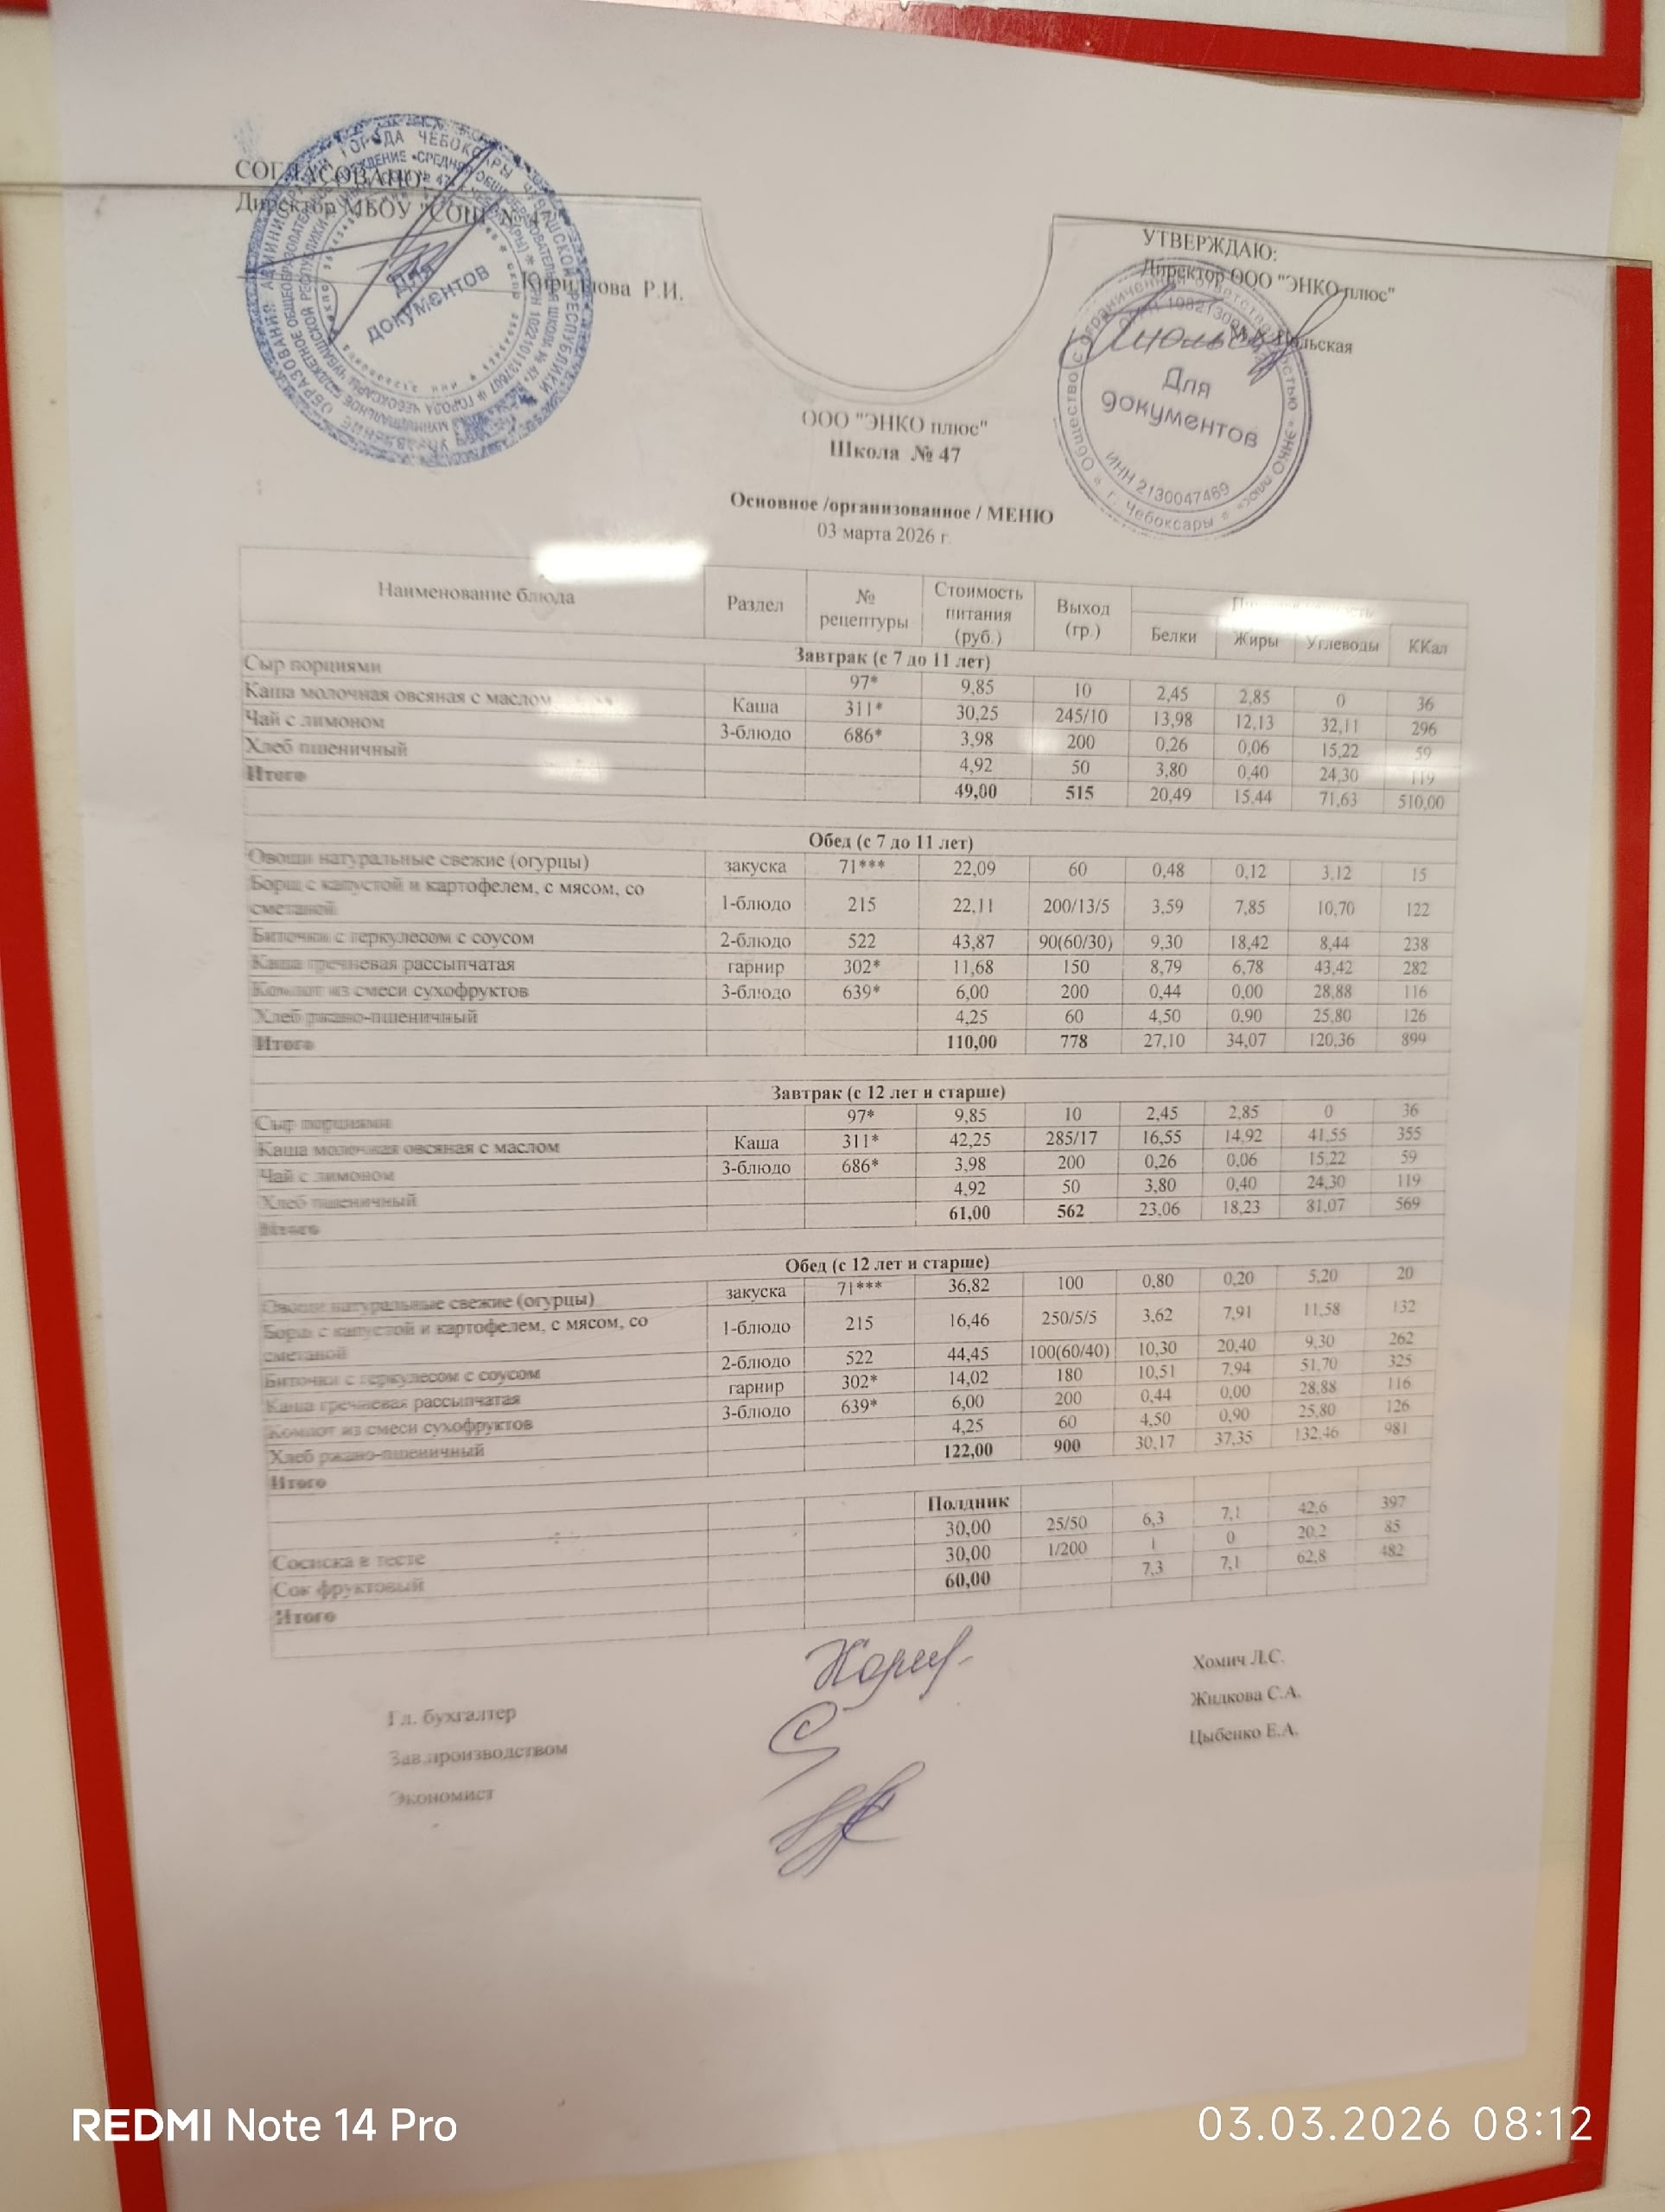 СОГЛАСОВАНО:
Директор МБОУ "СОШ № 47"
Кириллова Р.И.
Для
документов
УТВЕРЖДАЮ:
Директор ООО "ЭНКО плюс"
Для
документов
ИНН 2130047469
г. Чебоксары
ООО "ЭНКО плюс"
Школа № 47
Основное /организованное / МЕНЮ
03 марта 2026 г.
Наименование блюда Раздел № рецептуры Стоимость питания (руб.) Выход (гр.) Белки Жиры Углеводы ККал
Завтрак (с 7 до 11 лет)
Сыр порциями 97* 9,85 10 2,45 2,85 0 36
Каша молочная овсяная с маслом Каша 311* 30,25 245/10 13,98 12,13 32,11 296
Чай с лимоном 3-блюдо 686* 3,98 200 0,26 0,06 15,22 59
Хлеб пшеничный 4,92 50 3,80 0,40 24,30 119
Итого 49,00 515 20,49 15,44 71,63 510,00
Обед (с 7 до 11 лет)
Овощи натуральные свежие (огурцы) закуска 71*** 22,09 60 0,48 0,12 3,12 15
Борщ с капустой и картофелем, с мясом, со
сметаной 1-блюдо 215 22,11 200/13/5 3,59 7,85 10,70 122
Биточки с геркулесом с соусом 2-блюдо 522 43,87 90(60/30) 9,30 18,42 8,44 238
Каша гречневая рассыпчатая гарнир 302* 11,68 150 8,79 6,78 43,42 282
Компот из смеси сухофруктов 3-блюдо 639* 6,00 200 0,44 0,00 28,88 116
Хлеб ржано-пшеничный 4,25 60 4,50 0,90 25,80 126
Итого 110,00 778 27,10 34,07 120,36 899
Завтрак (с 12 лет и старше)
Сыр порциями 97* 9,85 10 2,45 2,85 0 36
Каша молочная овсяная с маслом Каша 311* 42,25 285/17 16,55 14,92 41,55 355
Чай с лимоном 3-блюдо 686* 3,98 200 0,26 0,06 15,22 59
Хлеб пшеничный 4,92 50 3,80 0,40 24,30 119
Итого 61,00 562 23,06 18,23 81,07 569
Обед (с 12 лет и старше)
Овощи натуральные свежие (огурцы) закуска 71*** 36,82 100 0,80 0,20 5,20 20
Борщ с капустой и картофелем, с мясом, со
сметаной 1-блюдо 215 16,46 250/5/5 3,62 7,91 11,58 132
Биточки с геркулесом с соусом 2-блюдо 522 44,45 100(60/40) 10,30 20,40 9,30 262
Каша гречневая рассыпчатая гарнир 302* 14,02 180 10,51 7,94 51,70 325
Компот из смеси сухофруктов 3-блюдо 639* 6,00 200 0,44 0,00 28,88 116
Хлеб ржано-пшеничный 4,25 60 4,50 0,90 25,80 126
Итого 122,00 900 30,17 37,35 132,46 981
Полдник
Сосиска в тесте 30,00 25/50 6,3 7,1 42,6 397
Сок фруктовый 30,00 1/200 1 0 20,2 85
Итого 60,00 7,3 7,1 62,8 482
Гл. бухгалтер Хомич Л.С.
Зав.производством Жидкова С.А.
Экономист Цыбенко Е.А.
REDMI Note 14 Pro
03.03.2026 08:12